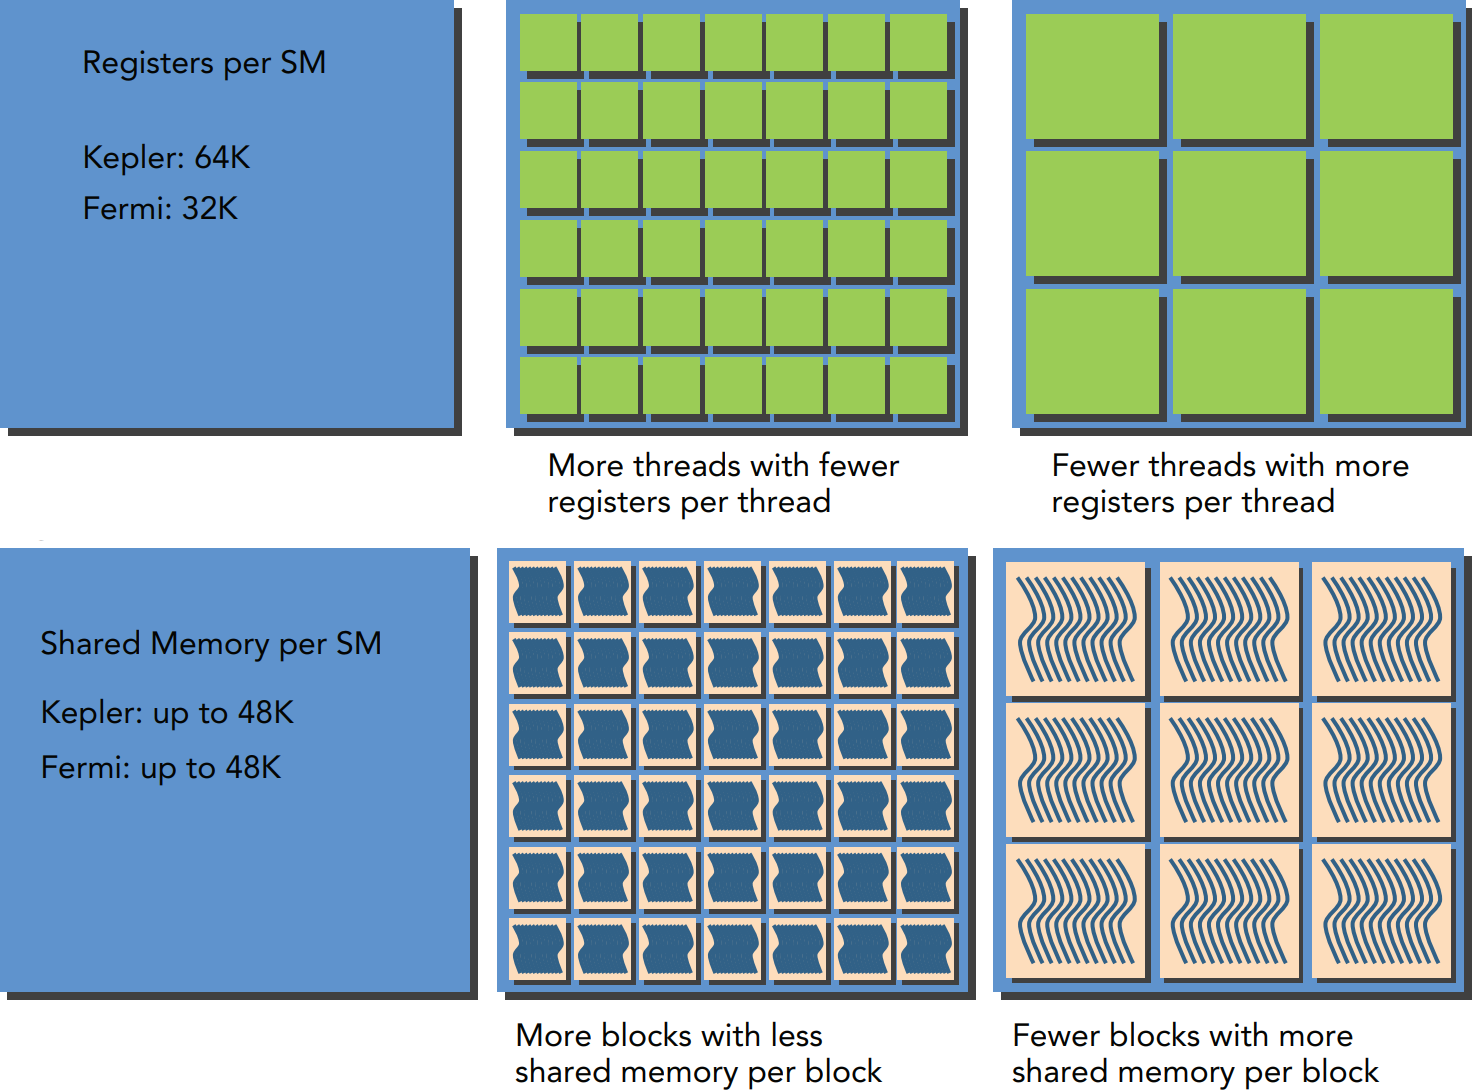 Registers per SM
Kepler: 64K
Fermi: 32K
More threads with fewer
registers per thread
Fewer threads with more
registers per thread
Shared Memory per SM
Kepler: up to 48K
Fermi: up to 48K
More blocks with less
shared memory per block
Fewer blocks with more
shared memory per block